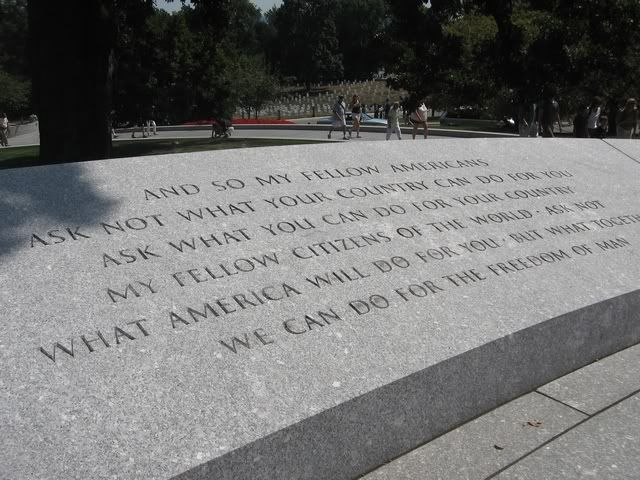 AND SO MY FELLOW AMERICANS
ASK NOT WHAT YOUR COUNTRY CAN DO FOR YOU
ASK WHAT YOU CAN DO FOR YOUR COUNTRY
MY FELLOW CITIZENS OF THE WORLD · ASK NOT
WHAT AMERICA WILL DO FOR YOU · BUT WHAT TOGETHE
WE CAN DO FOR THE FREEDOM OF MAN